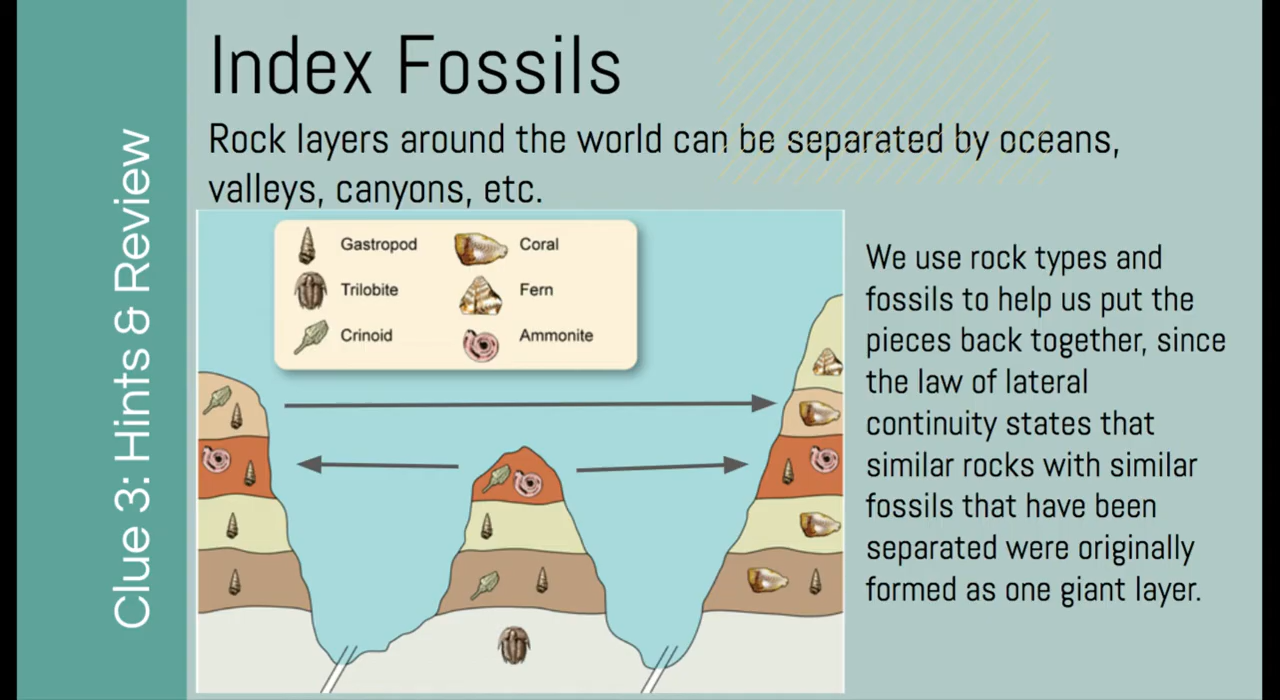 Clue 3: Hints & Review
Index Fossils
Rock layers around the world can be separated by oceans,
valleys, canyons, etc.
Gastropod
Coral
Trilobite
Fern
Crinoid
Ammonite
We use rock types and
fossils to help us put the
pieces back together, since
the law of lateral
continuity states that
similar rocks with similar
fossils that have been
separated were originally
formed as one giant layer.